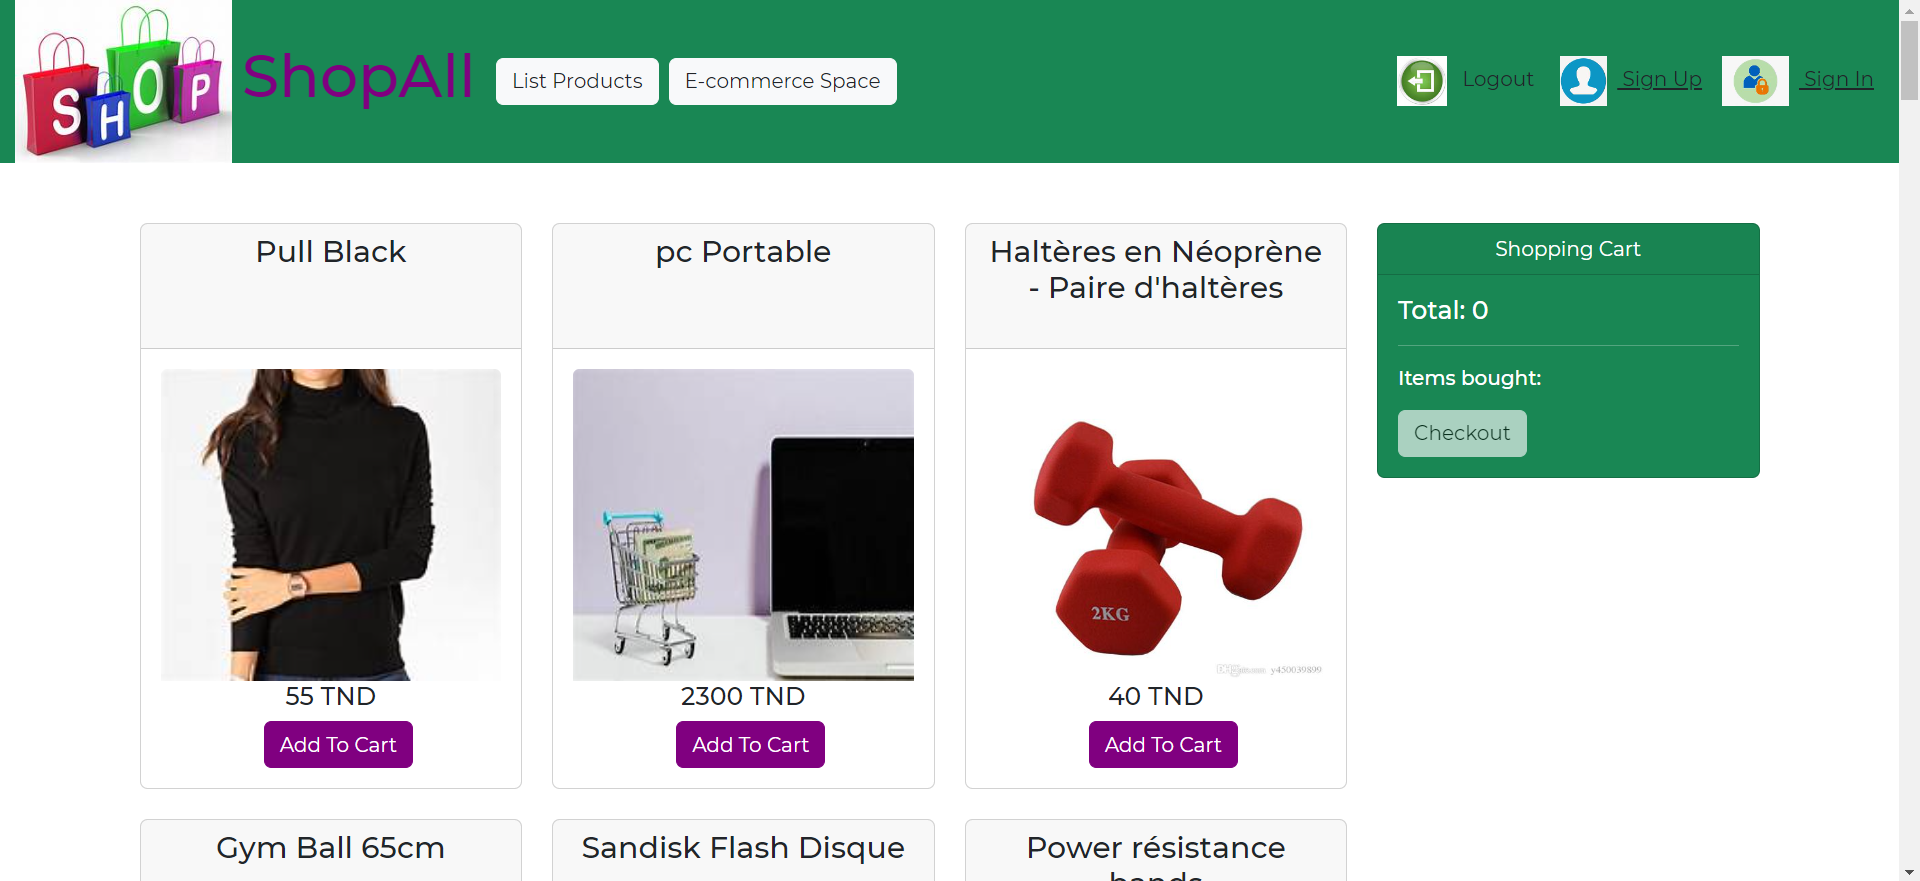 SHOP
ShopAll
List Products
E-commerce Space
Logout
Sign Up
Sign In
Pull Black
55 TND
Add To Cart
pc Portable
2300 TND
Add To Cart
Haltères en Néoprène
- Paire d'haltères
2KG
y450039899
40 TND
Add To Cart
Shopping Cart
Total: 0
Items bought:
Checkout
Gym Ball 65cm
Sandisk Flash Disque
Power résistance